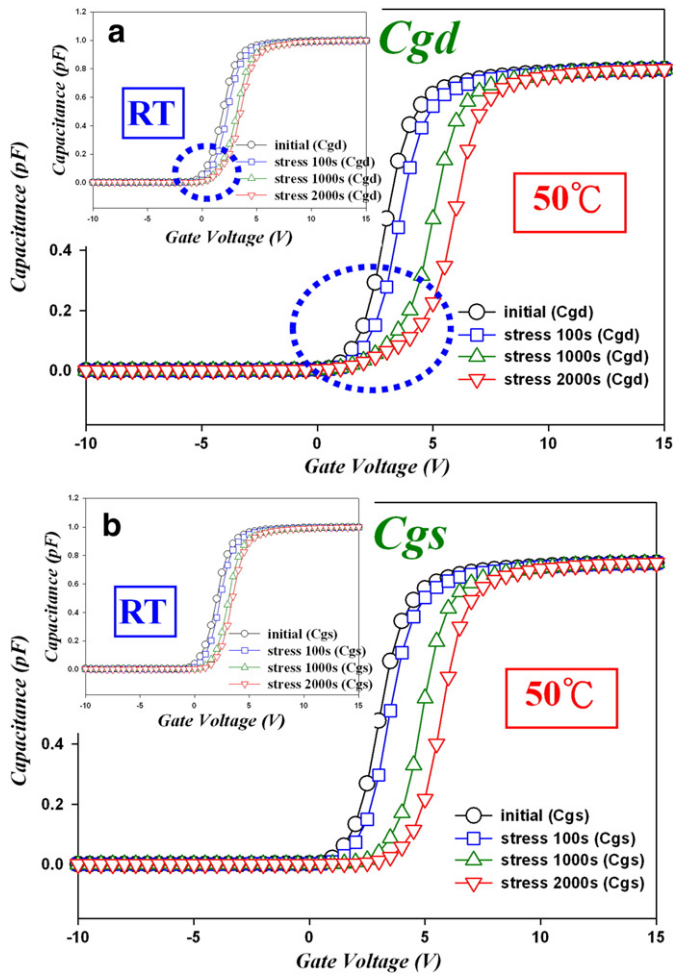 a
Cgd
RT
50℃
Capacitance (pF)
1.2
1.0
0.8
0.6
0.4
0.2
0.0
initial (Cgd)
stress 100s (Cgd)
stress 1000s (Cgd)
stress 2000s (Cgd)
-10 -5 0 5 10 15
Gate Voltage (V)
Capacitance (pF)
0.4
0.2
0.0
initial (Cgd)
stress 100s (Cgd)
stress 1000s (Cgd)
stress 2000s (Cgd)
-10 -5 0 5 10 15
Gate Voltage (V)
b
Cgs
RT
50℃
Capacitance (pF)
1.2
1.0
0.8
0.6
0.4
0.2
0.0
initial (Cgs)
stress 100s (Cgs)
stress 1000s (Cgs)
stress 2000s (Cgs)
-10 -5 0 5 10 15
Gate Voltage (V)
Capacitance (pF)
0.4
0.2
0.0
initial (Cgs)
stress 100s (Cgs)
stress 1000s (Cgs)
stress 2000s (Cgs)
-10 -5 0 5 10 15
Gate Voltage (V)